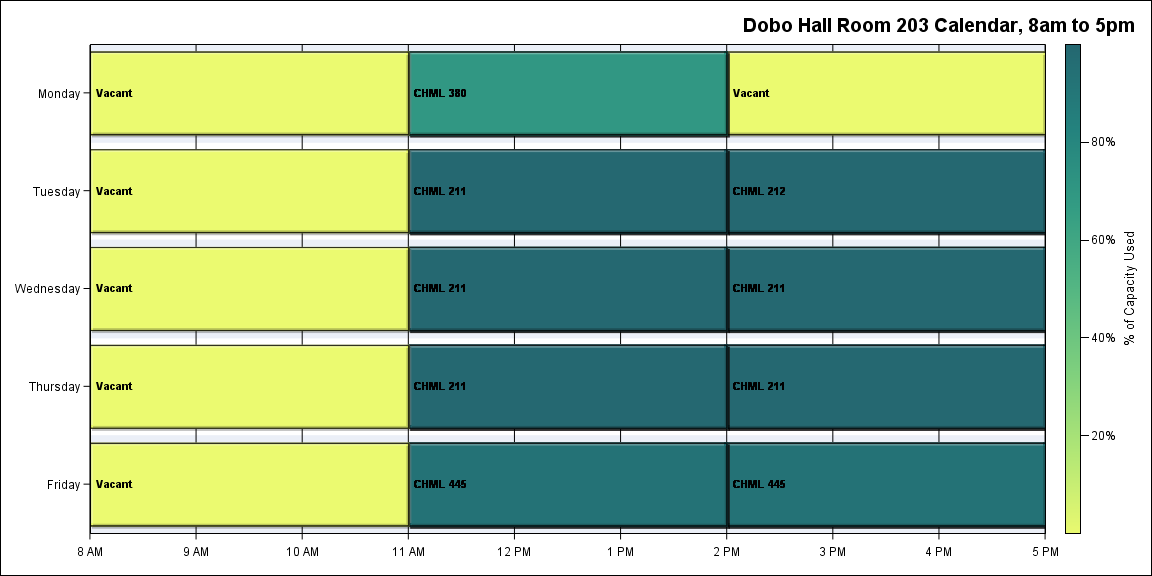 Dobo Hall Room 203 Calendar, 8am to 5pm
Monday Vacant CHML 380 Vacant
Tuesday Vacant CHML 211 CHML 212
Wednesday Vacant CHML 211 CHML 211
Thursday Vacant CHML 211 CHML 211
Friday Vacant CHML 445 CHML 445
8 AM 9 AM 10 AM 11 AM 12 PM 1 PM 2 PM 3 PM 4 PM 5 PM
80%
60%
40%
20%
% of Capacity Used